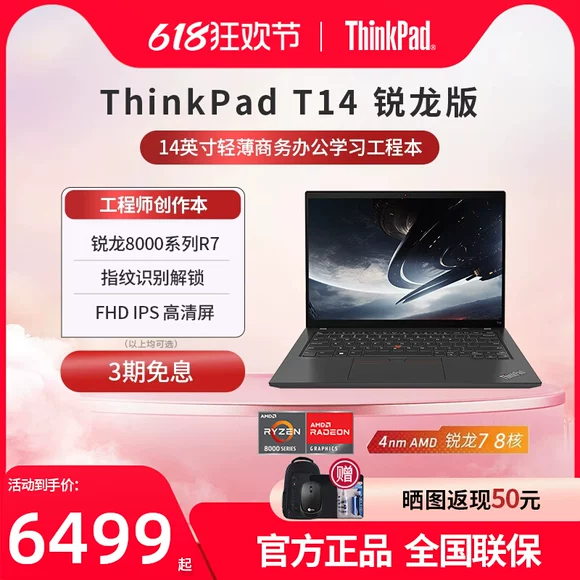 618狂欢节 ThinkPad.
ThinkPad T14 锐龙版
14英寸轻薄商务办公学习工程本
工程师创作本
锐龙8000系列R7
指纹识别解锁
FHD IPS 高清屏
(以上均可选)
3期免息
ThinkPad
AMD
RYZEN
8000 SERIES
AMD
RADEON
GRAPHICS
4nm AMD 锐龙7 8核
赠
晒图返现50元
活动到手价:
6499起
官方正品 全国联保